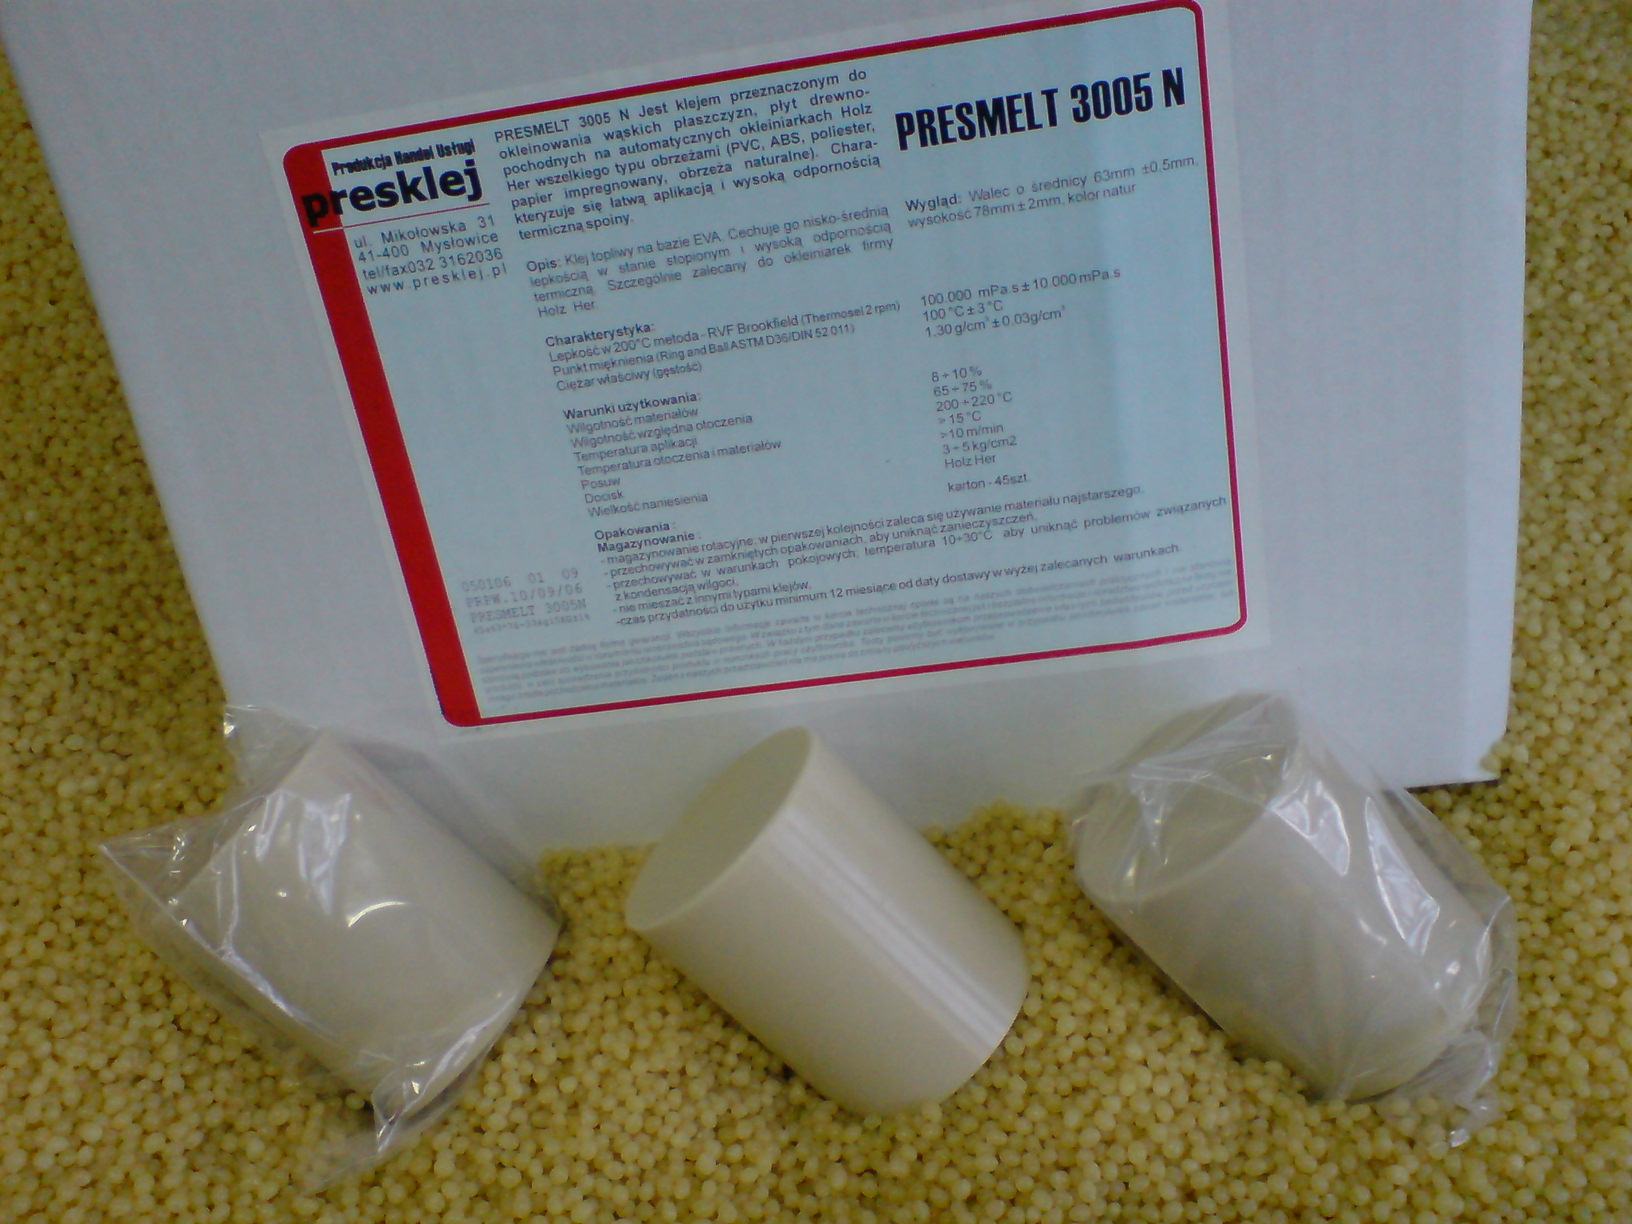 Produkcja Handel Usługi
presklej
ul. Mikołowska 31
41-400 Mysłowice
tel/fax032 3162036
www.presklej.pl
PRESMELT 3005 N Jest klejem przeznaczonym do
okleinowania wąskich płaszczyzn, płyt drewno-
pochodnych na automatycznych okleiniarkach Holz
Her wszelkiego typu obrzeżami (PVC, ABS, poliester,
papier impregnowany, obrzeża naturalne). Chara-
kteryzuje się łatwą aplikacją i wysoką odpornością
termiczną spoiny.
PRESMELT 3005 N
Opis: Klej topliwy na bazie EVA. Cechuje go nisko-średnią
lepkością w stanie stopionym i wysoką odpornością
termiczną. Szczególnie zalecany do okleiniarek firmy
Holz Her.
Wygląd: Walec o średnicy 63mm ±0,5mm,
wysokość 78mm ± 2mm, kolor natur
Charakterystyka:
Lepkość w 200°C metoda - RVF Brookfield (Thermosel 2 rpm) 100.000 mPa.s ± 10.000 mPa.s
Punkt mięknienia (Ring and Ball ASTM D36/DIN 52 011) 100 °C ± 3 °C
Ciężar właściwy (gęstość) 1.30 g/cm³ ± 0.03g/cm³
Warunki użytkowania:
Wilgotność materiałów 8 ÷ 10 %
Wilgotność względna otoczenia 65 ÷ 75 %
Temperatura aplikacji 200 ÷ 220 °C
Temperatura otoczenia i materiałów > 15 °C
Posuw >10 m/min
Docisk 3 ÷ 5 kg/cm2
Wielkość naniesienia Holz Her
Opakowania : karton - 45szt.
Magazynowanie :
- magazynowanie rotacyjne: w pierwszej kolejności zaleca się używanie materiału najstarszego.
- przechowywać w zamkniętych opakowaniach, aby uniknąć zanieczyszczeń.
- przechowywać w warunkach pokojowych, temperatura 10÷30°C aby uniknąć problemów związanych
z kondensacją wilgoci.
- nie mieszać z innymi typami klejów.
-czas przydatności do użytku minimum 12 miesiące od daty dostawy w wyżej zalecanych warunkach.
050106 01 09
PRPW.10/09/06
PRESMELT 3005N